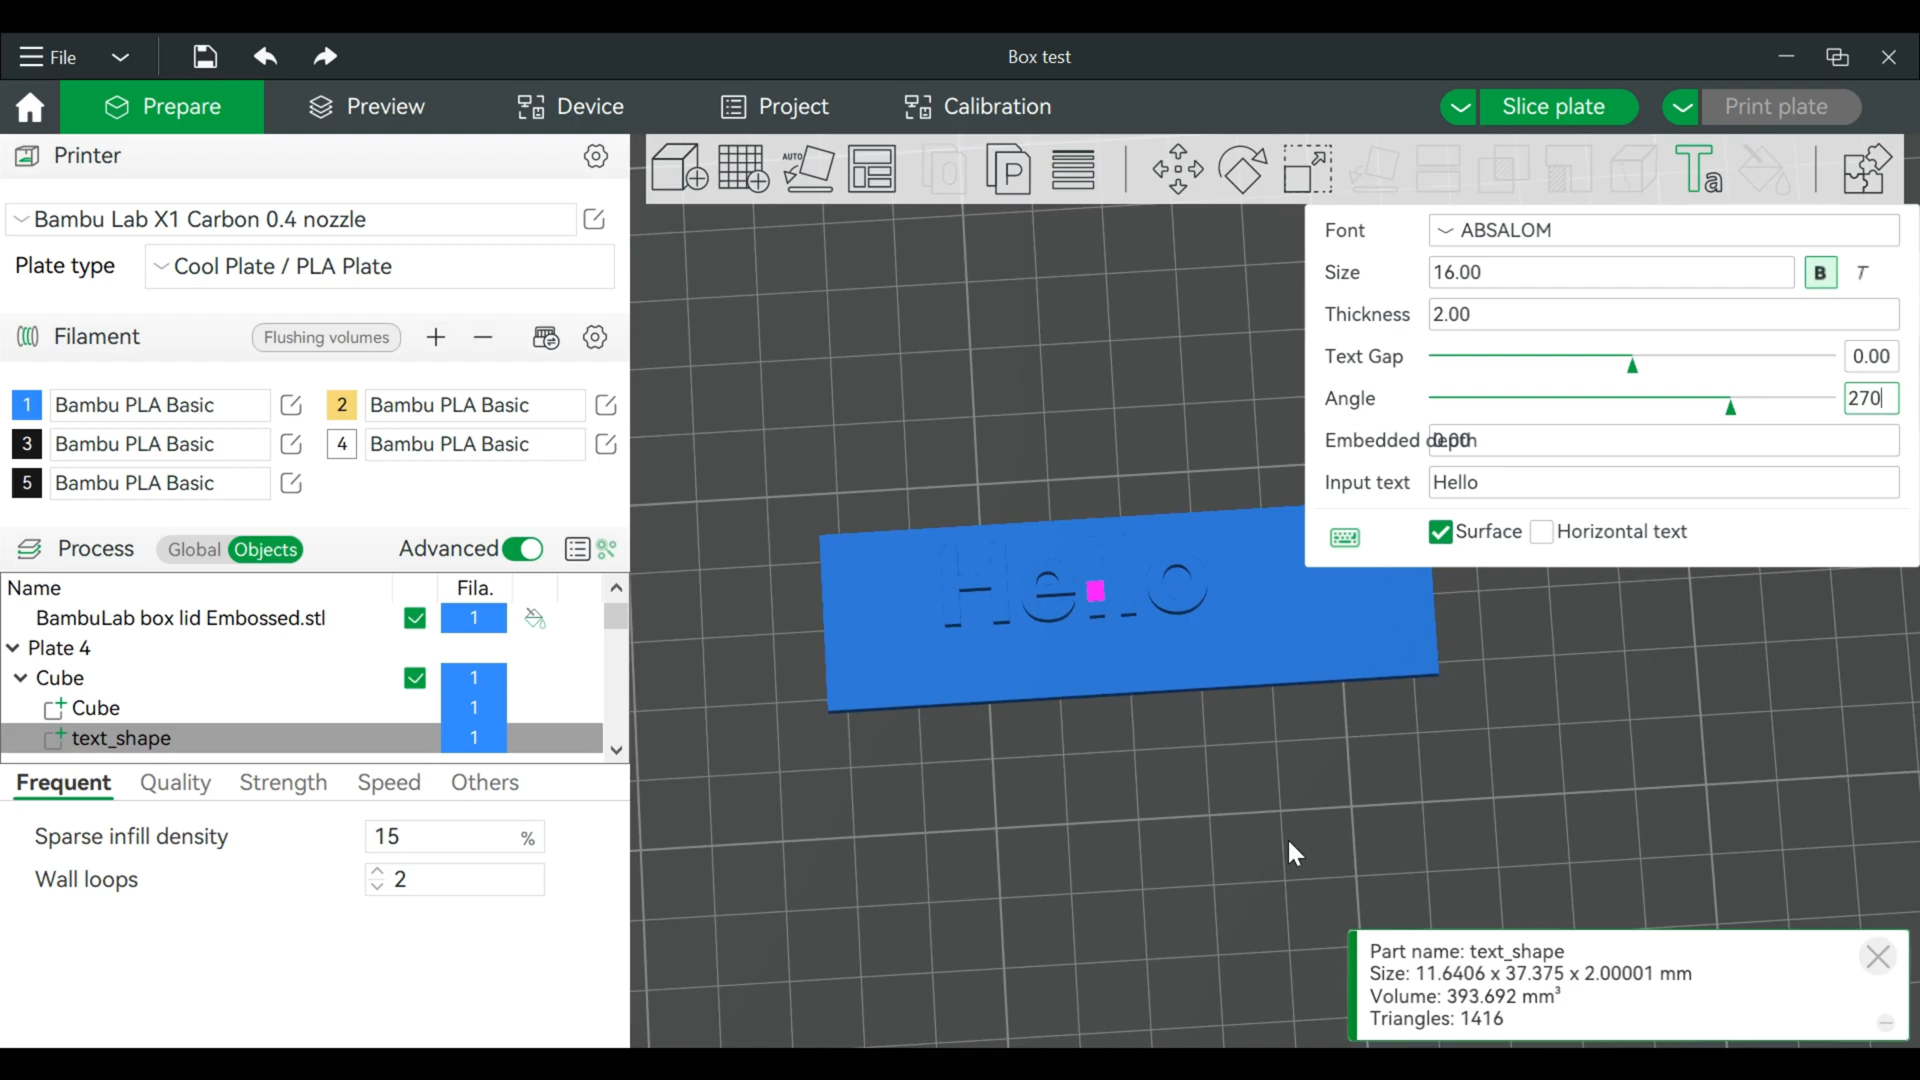 File
Box test
Prepare
Preview
Device
Project
Calibration
Slice plate
Print plate
Printer
Bambu Lab X1 Carbon 0.4 nozzle
Plate type
Cool Plate / PLA Plate
Filament
Flushing volumes
1 Bambu PLA Basic
2 Bambu PLA Basic
3 Bambu PLA Basic
4 Bambu PLA Basic
5 Bambu PLA Basic
Process
Global Objects
Advanced
Name Fila.
BambuLab box lid Embossed.stl 1
Plate 4
Cube 1
Cube 1
text_shape 1
Frequent Quality Strength Speed Others
Sparse infill density 15 %
Wall loops 2
AUTO
P
Ta
Font ABSALOM
Size 16.00 B T
Thickness 2.00
Text Gap 0.00
Angle 270
Embedded depth 0.00
Input text Hello
Surface Horizontal text
Hello
Part name: text_shape
Size: 11.6406 x 37.375 x 2.00001 mm
Volume: 393.692 mm³
Triangles: 1416